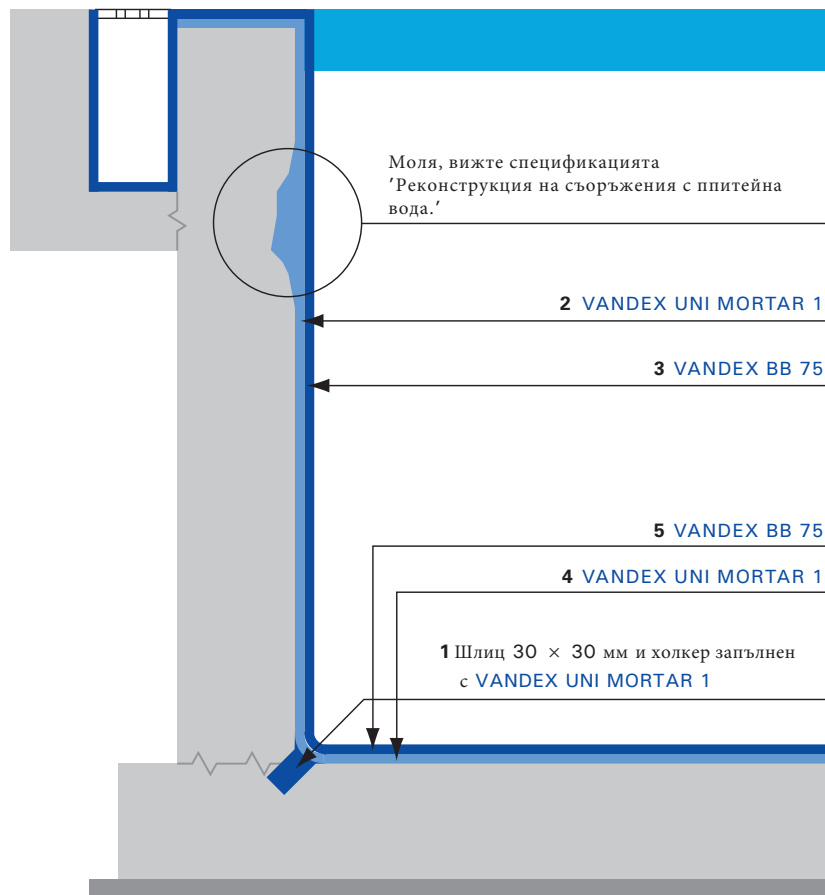 Моля, вижте спецификацията
'Реконструкция на съоръжения с ппитейна
вода.'
2 VANDEX UNI MORTAR 1
3 VANDEX BB 75
5 VANDEX BB 75
4 VANDEX UNI MORTAR 1
1 Шлиц 30 × 30 мм и холкер запълнен
с VANDEX UNI MORTAR 1